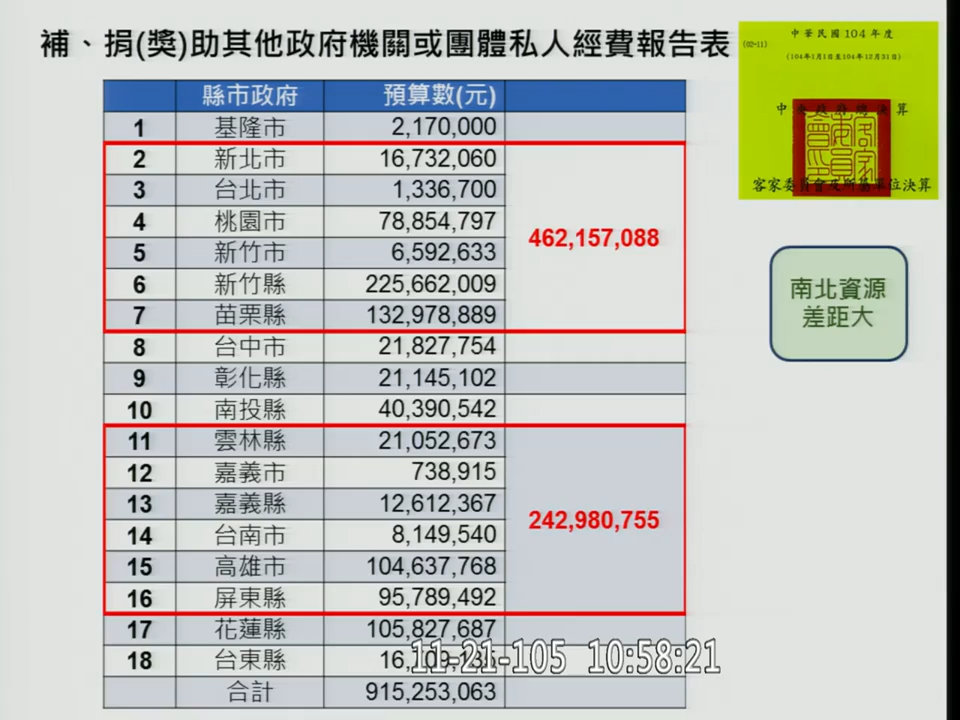 補、捐(獎)助其他政府機關或團體私人經費報告表
(02-11)
中華民國104年度
(104年1月1日至104年12月31日)
中央政府總決算
客家委員會及所屬單位決算
縣市政府 預算數(元)
1 基隆市 2,170,000
2 新北市 16,732,060
3 台北市 1,336,700
4 桃園市 78,854,797
462,157,088
5 新竹市 6,592,633
6 新竹縣 225,662,009
7 苗栗縣 132,978,889
南北資源
差距大
8 台中市 21,827,754
9 彰化縣 21,145,102
10 南投縣 40,390,542
11 雲林縣 21,052,673
12 嘉義市 738,915
13 嘉義縣 12,612,367
242,980,755
14 台南市 8,149,540
15 高雄市 104,637,768
16 屏東縣 95,789,492
17 花蓮縣 105,827,687
18 台東縣
11-21-105 10:58:21
合計 915,253,063